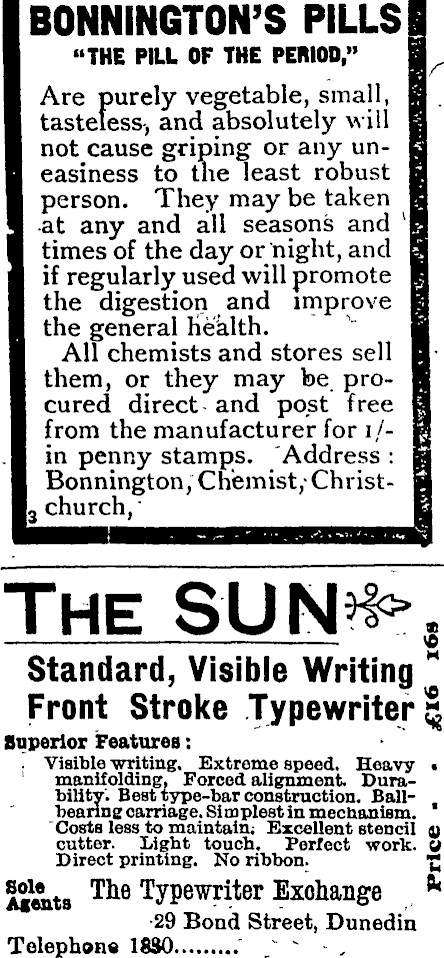 BONNINGTON'S PILLS
"THE PILL OF THE PERIOD,"
Are purely vegetable, small,
tasteless, and absolutely will
not cause griping or any un-
easiness to the least robust
person. They may be taken
at any and all seasons and
times of the day or night, and
if regularly used will promote
the digestion and improve
the general health.
All chemists and stores sell
them, or they may be pro-
cured direct and post free
from the manufacturer for 1/-
in penny stamps. Address :
Bonnington, Chemist, Christ-
church,
3
THE SUN
Standard, Visible Writing
Front Stroke Typewriter
Price - - £16 16s
Superior Features :
Visible writing. Extreme speed. Heavy
manifolding, Forced alignment. Dura-
bility. Best type-bar construction. Ball-
bearing carriage. Simplest in mechanism.
Costs less to maintain. Excellent stencil
cutter. Light touch. Perfect work.
Direct printing. No ribbon.
Sole Agents The Typewriter Exchange
29 Bond Street, Dunedin
Telephone .........